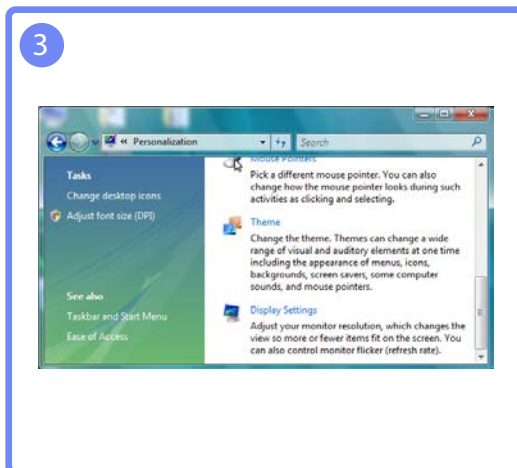 3
« Personalization
Search
Tasks
Change desktop icons
Adjust font size (DPI)
See also
Taskbar and Start Menu
Ease of Access
Mouse Pointers
Pick a different mouse pointer. You can also
change how the mouse pointer looks during such
activities as clicking and selecting.
Theme
Change the theme. Themes can change a wide
range of visual and auditory elements at one time
including the appearance of menus, icons,
backgrounds, screen savers, some computer
sounds, and mouse pointers.
Display Settings
Adjust your monitor resolution, which changes the
view so more or fewer items fit on the screen. You
can also control monitor flicker (refresh rate).